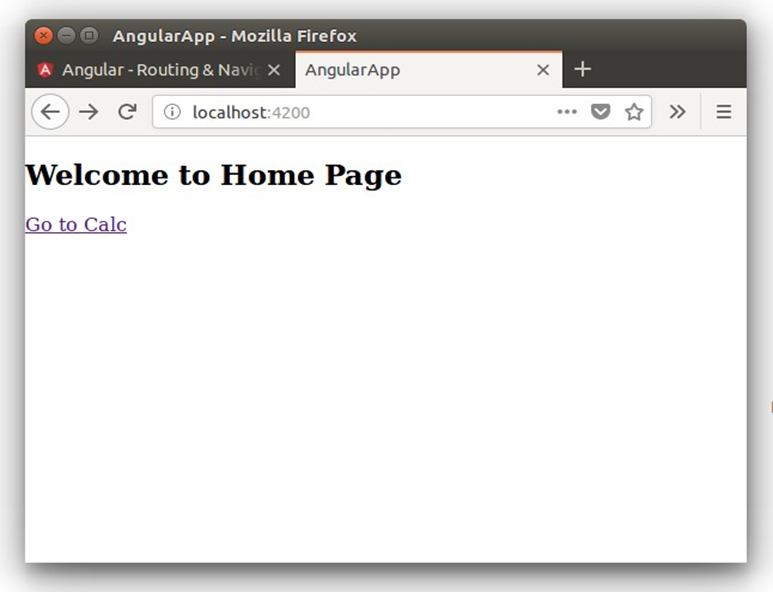 AngularApp - Mozilla Firefox
Angular - Routing & Navig
AngularApp
localhost:4200
Welcome to Home Page
Go to Calc